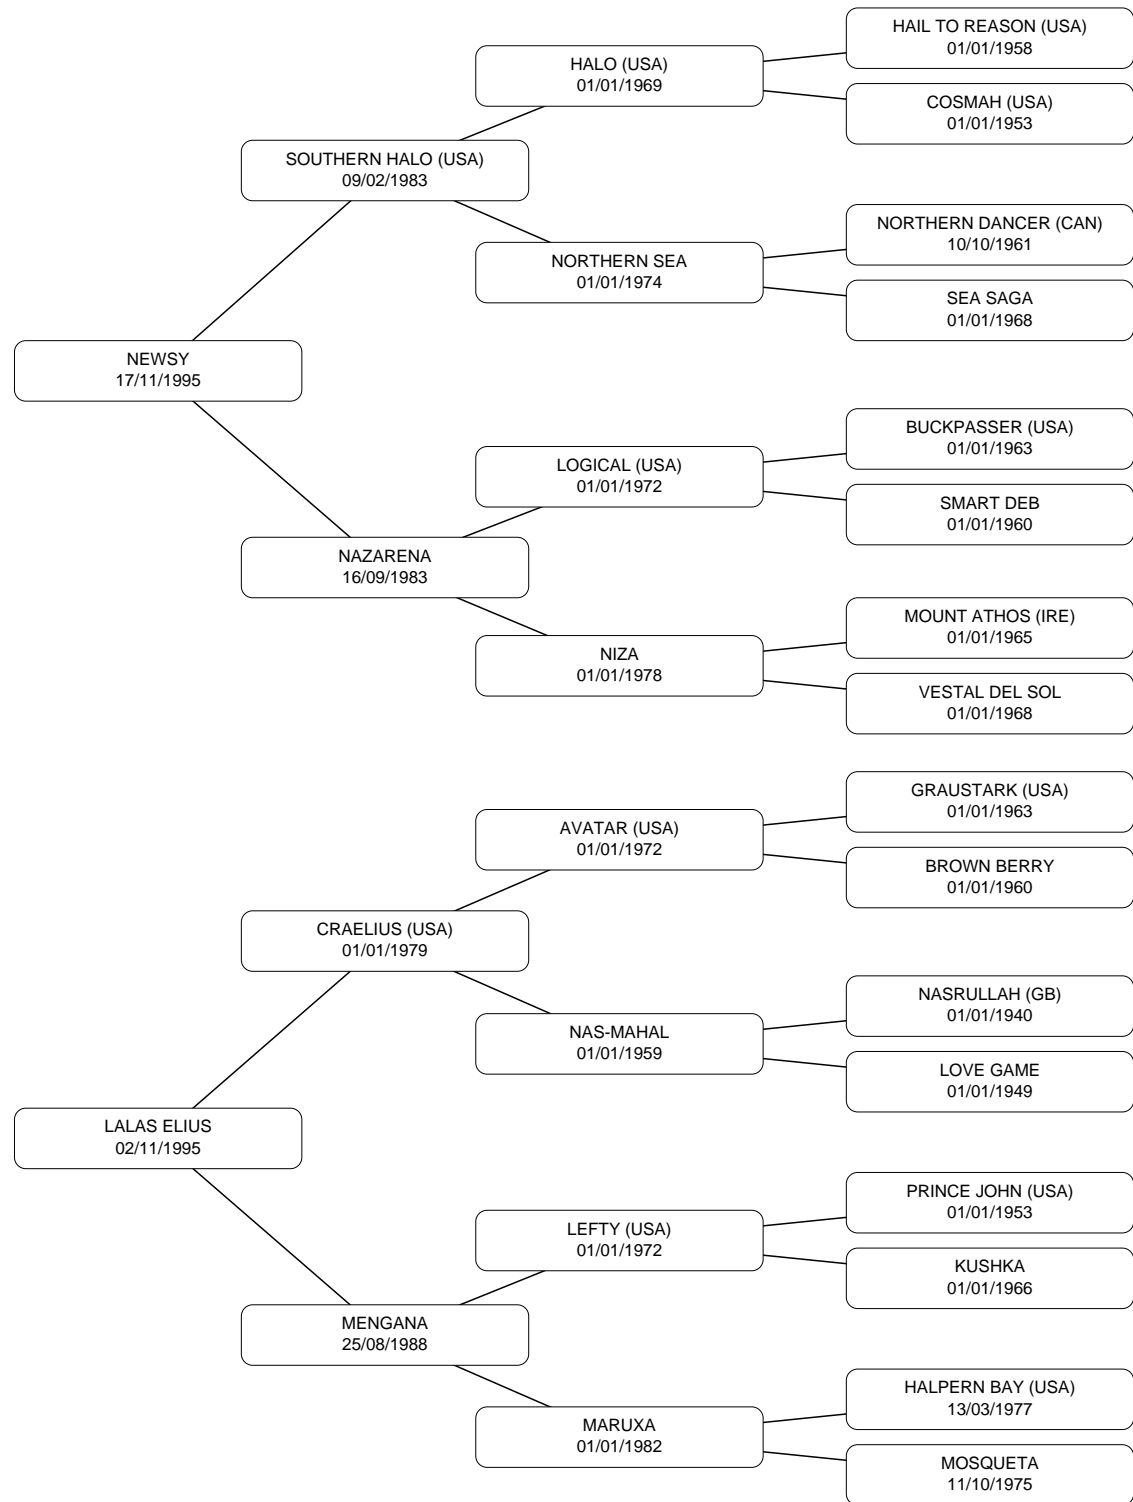 HAIL TO REASON (USA)
01/01/1958
HALO (USA)
01/01/1969
COSMAH (USA)
01/01/1953
SOUTHERN HALO (USA)
09/02/1983
NORTHERN DANCER (CAN)
10/10/1961
NORTHERN SEA
01/01/1974
SEA SAGA
01/01/1968
NEWSY
17/11/1995
BUCKPASSER (USA)
01/01/1963
LOGICAL (USA)
01/01/1972
SMART DEB
01/01/1960
NAZARENA
16/09/1983
MOUNT ATHOS (IRE)
01/01/1965
NIZA
01/01/1978
VESTAL DEL SOL
01/01/1968
GRAUSTARK (USA)
01/01/1963
AVATAR (USA)
01/01/1972
BROWN BERRY
01/01/1960
CRAELIUS (USA)
01/01/1979
NASRULLAH (GB)
01/01/1940
NAS-MAHAL
01/01/1959
LOVE GAME
01/01/1949
LALAS ELIUS
02/11/1995
PRINCE JOHN (USA)
01/01/1953
LEFTY (USA)
01/01/1972
KUSHKA
01/01/1966
MENGANA
25/08/1988
HALPERN BAY (USA)
13/03/1977
MARUXA
01/01/1982
MOSQUETA
11/10/1975